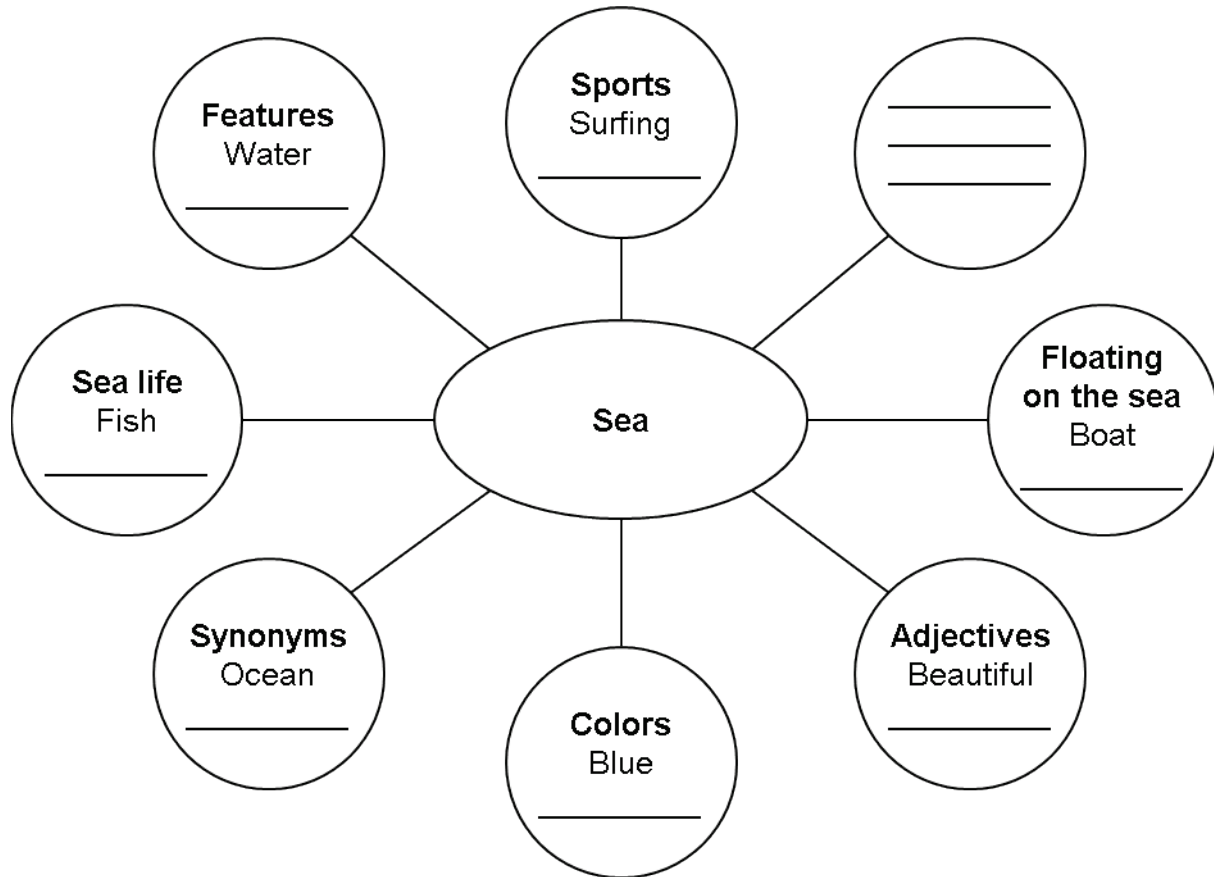 Sports
Surfing
Features
Water
Floating
on the sea
Boat
Sea life
Fish
Sea
Synonyms
Ocean
Adjectives
Beautiful
Colors
Blue